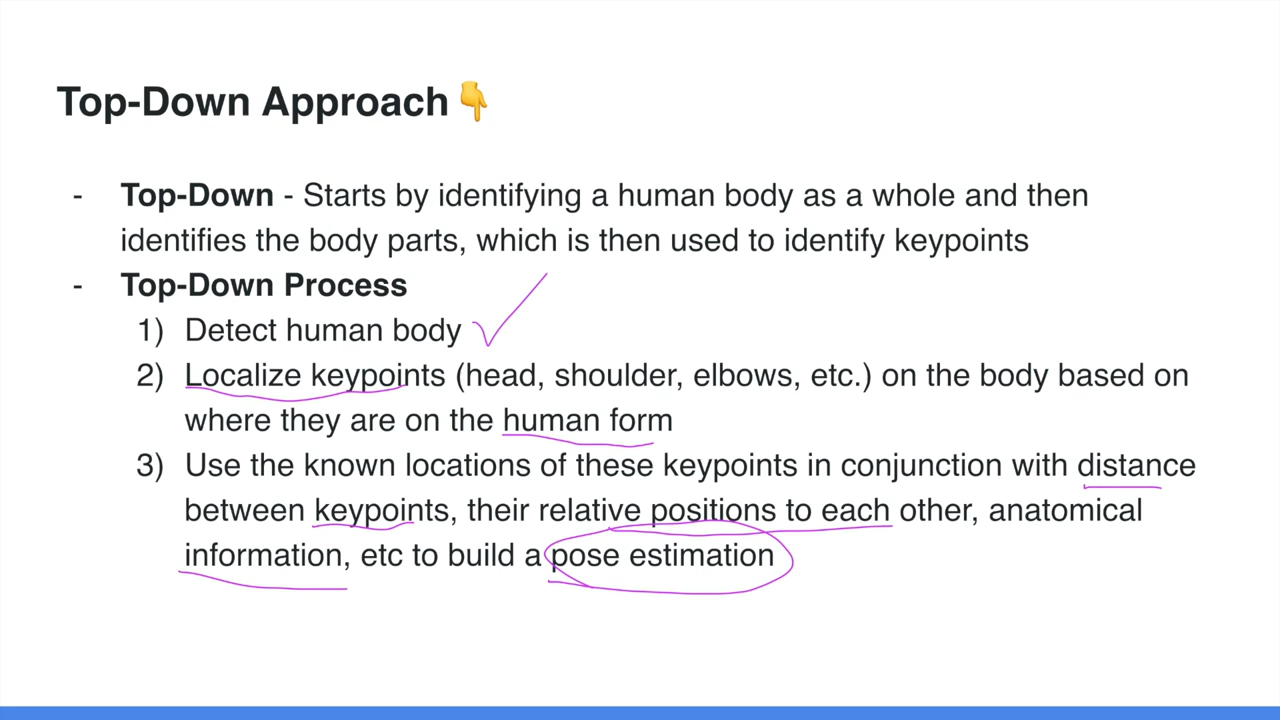 Top-Down Approach👇
- Top-Down - Starts by identifying a human body as a whole and then
identifies the body parts, which is then used to identify keypoints
- Top-Down Process
1) Detect human body
2) Localize keypoints (head, shoulder, elbows, etc.) on the body based on
where they are on the human form
3) Use the known locations of these keypoints in conjunction with distance
between keypoints, their relative positions to each other, anatomical
information, etc to build a pose estimation